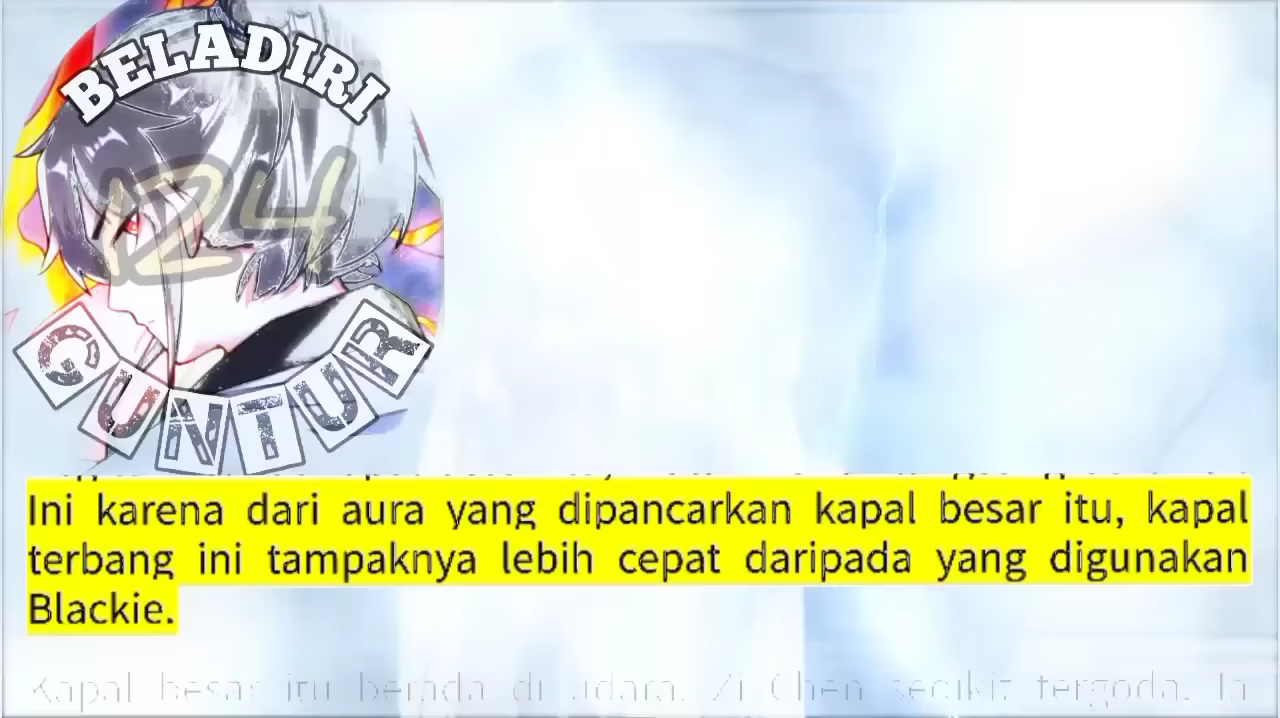 BELADIRI
124
GUNTUR
Ini karena dari aura yang dipancarkan kapal besar itu, kapal
terbang ini tampaknya lebih cepat daripada yang digunakan
Blackie.
Kapal besar itu berada di udara. Zi Chen sedikit tergoda. Ia